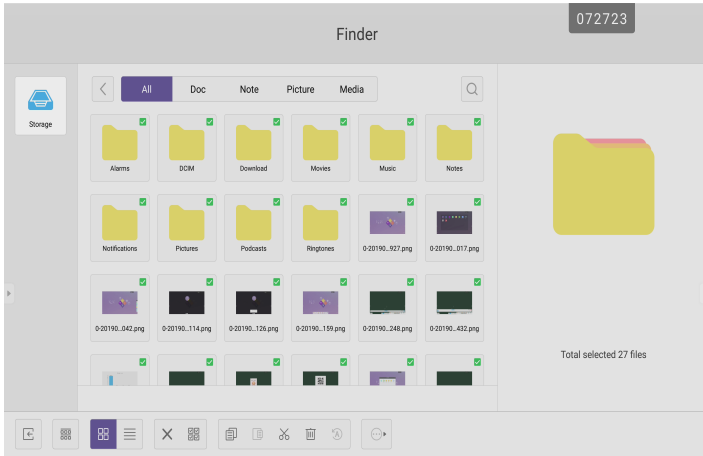 072723
Finder
All Doc Note Picture Media
Storage
Alarms DCIM Download Movies Music Notes
Notifications Pictures Podcasts Ringtones 0-20190...927.png 0-20190...017.png
0-20190...042.png 0-20190...114.png 0-20190...126.png 0-20190...159.png 0-20190...248.png 0-20190...432.png
Total selected 27 files